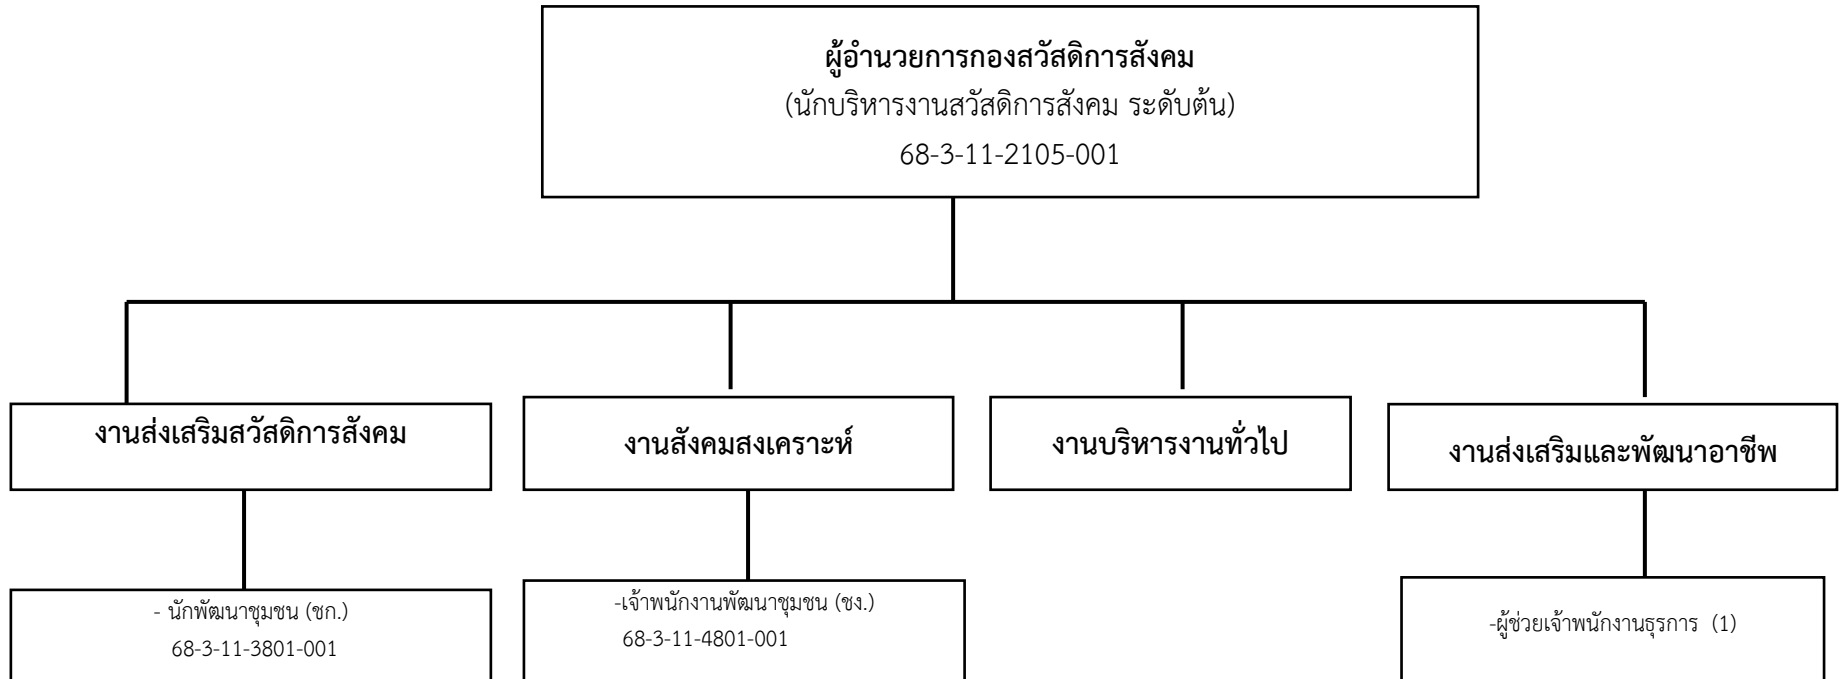 ผู้อำนวยการกองสวัสดิการสังคม
(นักบริหารงานสวัสดิการสังคม ระดับต้น)
68-3-11-2105-001
งานส่งเสริมสวัสดิการสังคม
งานสังคมสงเคราะห์
งานบริหารงานทั่วไป
งานส่งเสริมและพัฒนาอาชีพ
- นักพัฒนาชุมชน (ชก.)
68-3-11-3801-001
-เจ้าพนักงานพัฒนาชุมชน (ชง.)
68-3-11-4801-001
-ผู้ช่วยเจ้าพนักงานธุรการ (1)